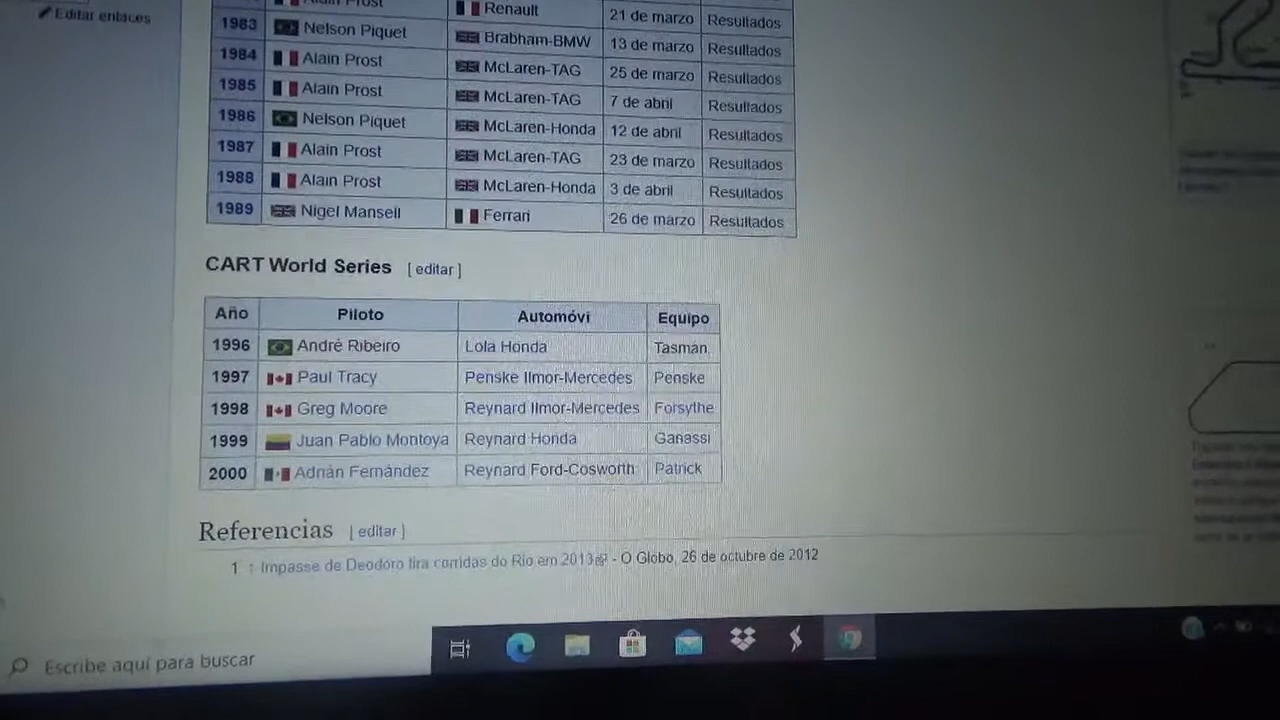 Editar enlaces
Alain Prost Renault 21 de marzo Resultados
1983 Nelson Piquet Brabham-BMW 13 de marzo Resultados
1984 Alain Prost McLaren-TAG 25 de marzo Resultados
1985 Alain Prost McLaren-TAG 7 de abril Resultados
1986 Nelson Piquet McLaren-Honda 12 de abril Resultados
1987 Alain Prost McLaren-TAG 23 de marzo Resultados
1988 Alain Prost McLaren-Honda 3 de abril Resultados
1989 Nigel Mansell Ferrari 26 de marzo Resultados
CART World Series [ editar ]
Año Piloto Automóvi Equipo
1996 André Ribeiro Lola Honda Tasman
1997 Paul Tracy Penske Ilmor-Mercedes Penske
1998 Greg Moore Reynard Ilmor-Mercedes Forsythe
1999 Juan Pablo Montoya Reynard Honda Ganassi
2000 Adrián Fernández Reynard Ford-Cosworth Patrick
Referencias [ editar ]
1 ↑ Impasse de Deodoro tira corridas do Rio em 2013 - O Globo, 26 de octubre de 2012
Escribe aquí para buscar